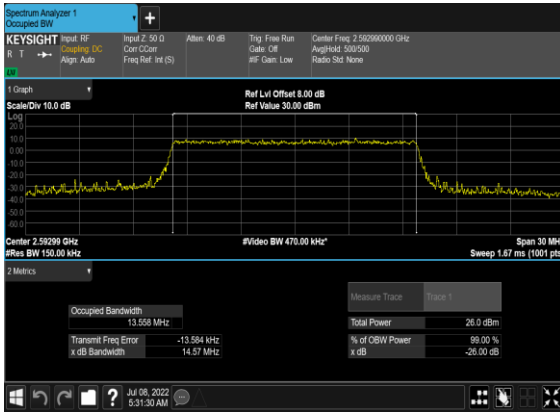 Spectrum Analyzer 1
Occupied BW
+
KEYSIGHT Input: RF Input Z: 50 Ω Atten: 40 dB Trig: Free Run Center Freq: 2.592990000 GHz
R T Coupling: DC Corr CCorr Gate: Off Avg|Hold: 500/500
Align: Auto Freq Ref: Int (S) #IF Gain: Low Radio Std: None
1 Graph
Scale/Div 10.0 dB
Ref Lvl Offset 8.00 dB
Ref Value 30.00 dBm
Log
20.0
10.0
0.00
-10.0
-20.0
-30.0
-40.0
-50.0
-60.0
Center 2.59299 GHz #Video BW 470.00 kHz* Span 30 MH
#Res BW 150.00 kHz Sweep 1.67 ms (1001 pts
2 Metrics
Measure Trace Trace 1
Occupied Bandwidth
13.558 MHz
Total Power 26.0 dBm
Transmit Freq Error -13.584 kHz % of OBW Power 99.00 %
x dB Bandwidth 14.57 MHz x dB -26.00 dB
? Jul 08, 2022
5:31:30 AM